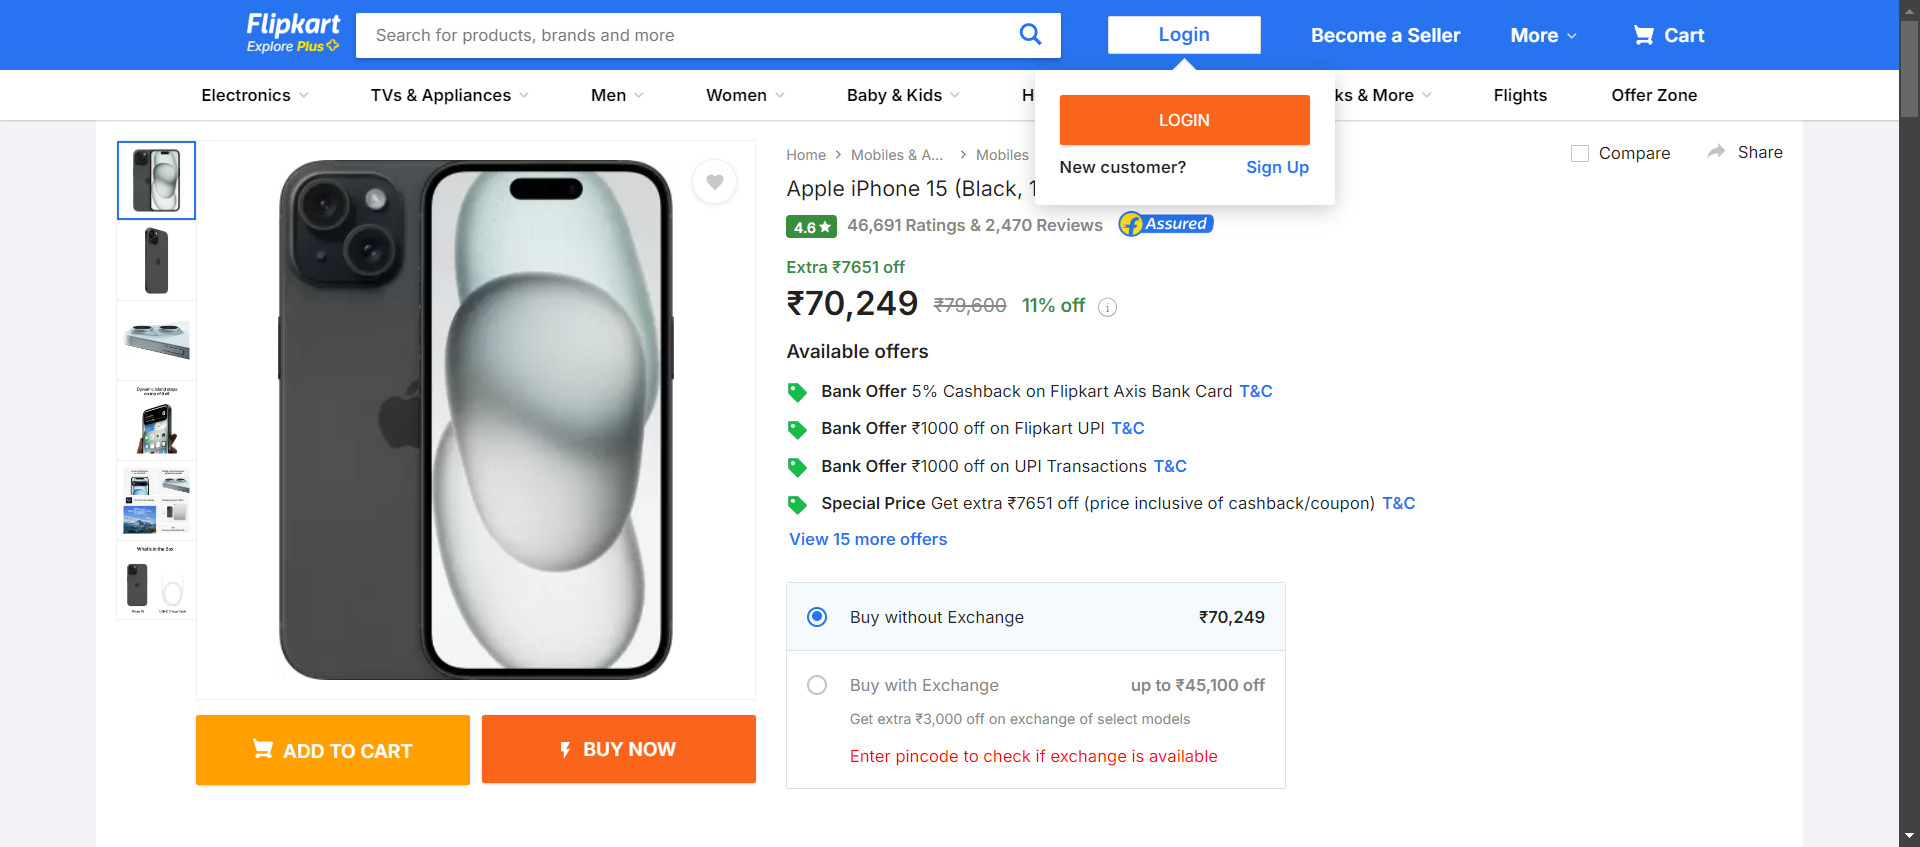 Flipkart
Explore Plus
Search for products, brands and more
Login
Become a Seller
More
Cart
Electronics
TVs & Appliances
Men
Women
Baby & Kids
H
ks & More
Flights
Offer Zone
LOGIN
New customer?
Sign Up
Home
Mobiles & A...
Mobiles
Compare
Share
Apple iPhone 15 (Black, 1
4.6
46,691 Ratings & 2,470 Reviews
Assured
Extra ₹7651 off
₹70,249 ₹79,600 11% off i
Available offers
Bank Offer 5% Cashback on Flipkart Axis Bank Card T&C
Bank Offer ₹1000 off on Flipkart UPI T&C
Bank Offer ₹1000 off on UPI Transactions T&C
Special Price Get extra ₹7651 off (price inclusive of cashback/coupon) T&C
View 15 more offers
Buy without Exchange
₹70,249
Buy with Exchange
up to ₹45,100 off
Get extra ₹3,000 off on exchange of select models
Enter pincode to check if exchange is available
What's in the Box
ADD TO CART
BUY NOW